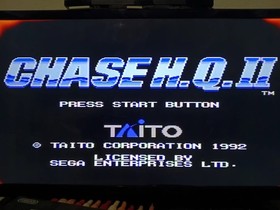 CHASE H.Q. II
TM
PRESS START BUTTON
TAITO
© TAITO CORPORATION 1992
LICENSED BY
SEGA ENTERPRISES LTD.